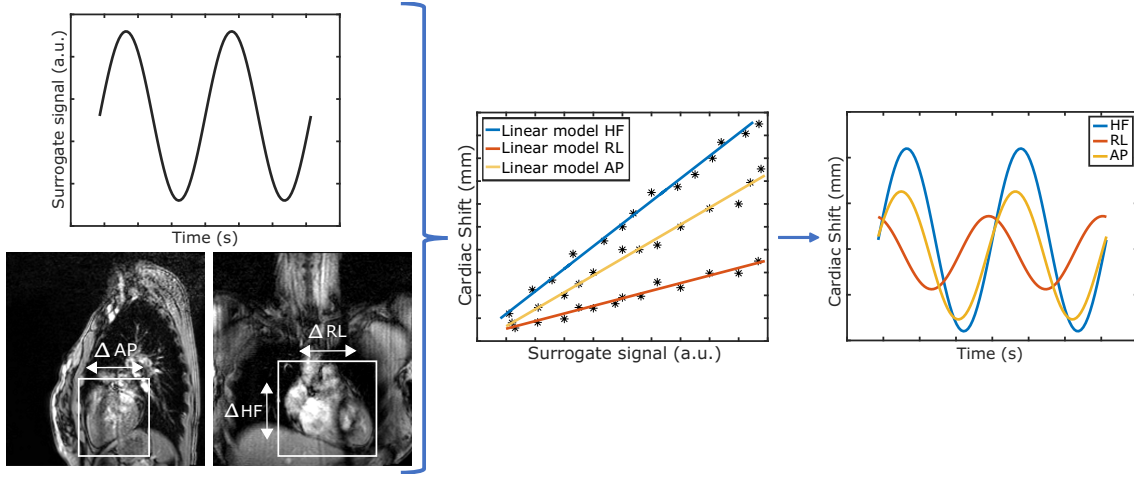 Surrogate signal (a.u.)
Time (s)
Δ AP
Δ RL
ΔHF
Cardiac Shift (mm)
Linear model HF
Linear model RL
Linear model AP
Surrogate signal (a.u.)
Cardiac Shift (mm)
HF
RL
AP
Time (s)